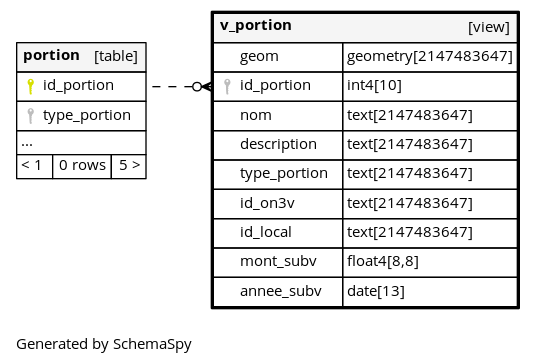 portion [table]
id_portion
type_portion
...
< 1 0 rows 5 >
v_portion [view]
geom geometry[2147483647]
id_portion int4[10]
nom text[2147483647]
description text[2147483647]
type_portion text[2147483647]
id_on3v text[2147483647]
id_local text[2147483647]
mont_subv float4[8,8]
annee_subv date[13]
Generated by SchemaSpy